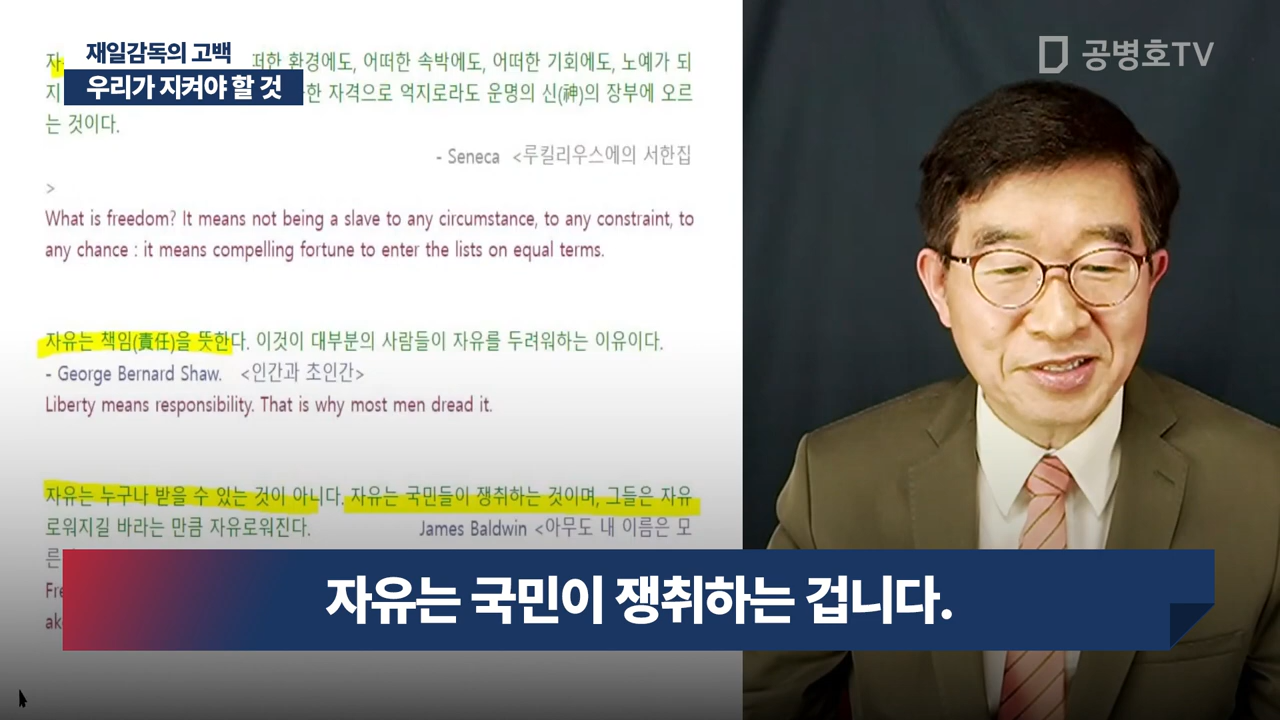 재일감독의 고백
우리가 지켜야 할 것
공병호TV
자 떠한 환경에도, 어떠한 속박에도, 어떠한 기회에도, 노예가 되
지 한 자격으로 억지로라도 운명의 신(神)의 장부에 오르
는 것이다.
- Seneca <루킬리우스에의 서한집
>
What is freedom? It means not being a slave to any circumstance, to any constraint, to
any chance : it means compelling fortune to enter the lists on equal terms.
자유는 책임(責任)을 뜻한다. 이것이 대부분의 사람들이 자유를 두려워하는 이유이다.
- George Bernard Shaw. <인간과 초인간>
Liberty means responsibility. That is why most men dread it.
자유는 누구나 받을 수 있는 것이 아니다. 자유는 국민들이 쟁취하는 것이며, 그들은 자유
로워지길 바라는 만큼 자유로워진다. James Baldwin <아무도 내 이름은 모
른
Fre
ak
자유는 국민이 쟁취하는 겁니다.